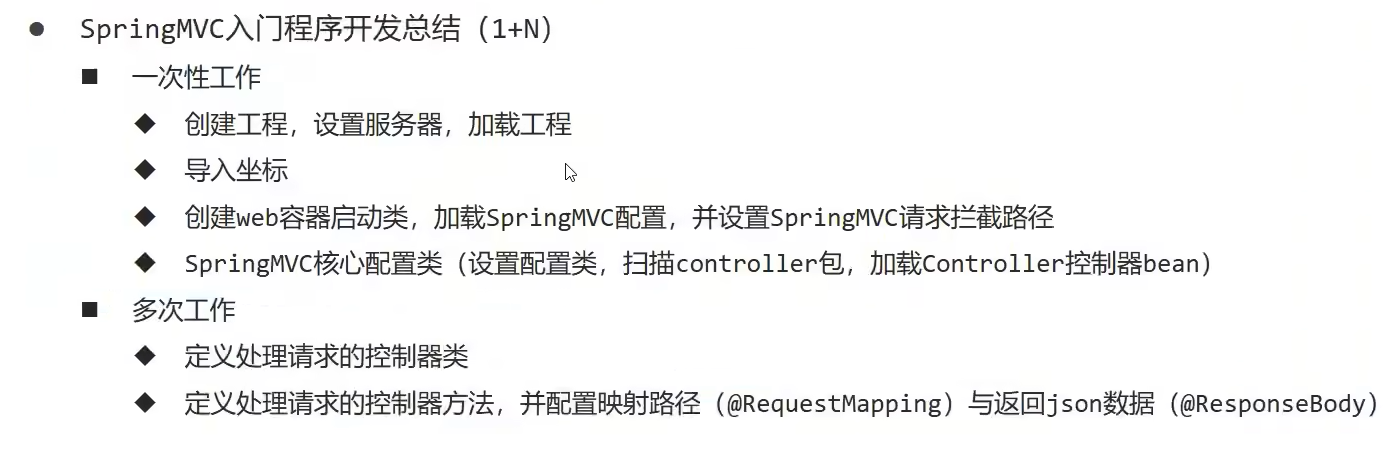 SpringMVC入门程序开发总结（1+N）
一次性工作
创建工程，设置服务器，加载工程
导入坐标
创建web容器启动类，加载SpringMVC配置，并设置SpringMVC请求拦截路径
SpringMVC核心配置类（设置配置类，扫描controller包，加载Controller控制器bean）
多次工作
定义处理请求的控制器类
定义处理请求的控制器方法，并配置映射路径（@RequestMapping）与返回json数据（@ResponseBody）